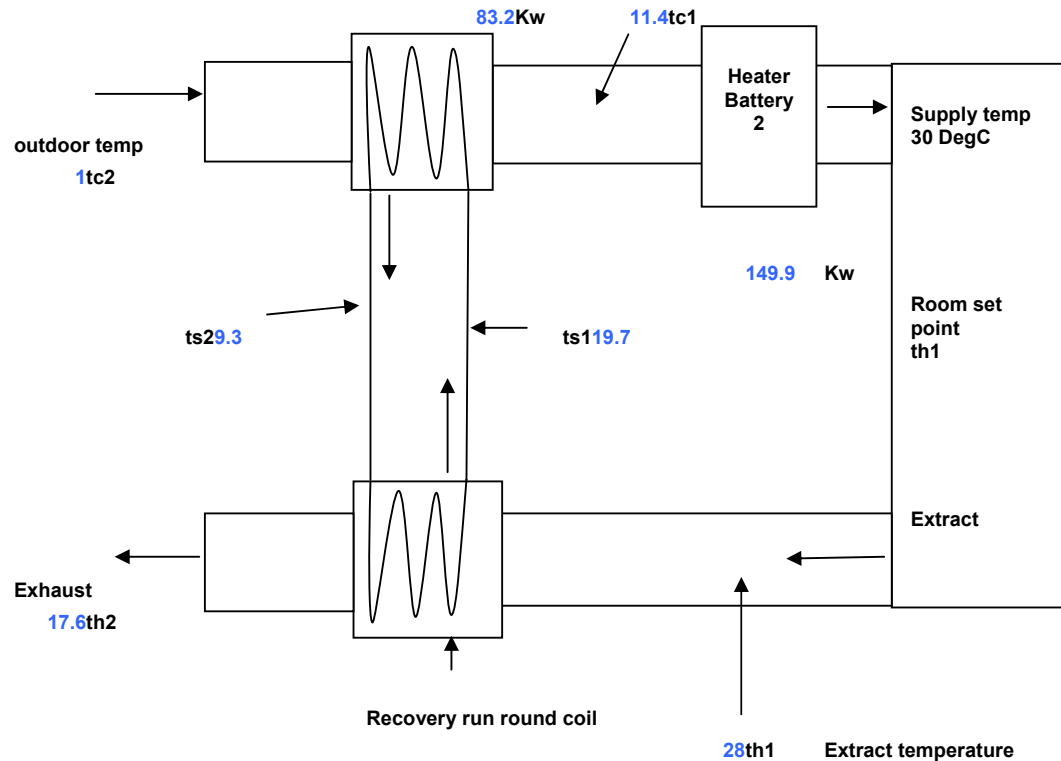 83.2Kw
11.4tc1
Heater
Battery
2
Supply temp
30 DegC
outdoor temp
1tc2
149.9 Kw
Room set
point
th1
ts29.3
ts119.7
Extract
Exhaust
17.6th2
Recovery run round coil
28th1 Extract temperature